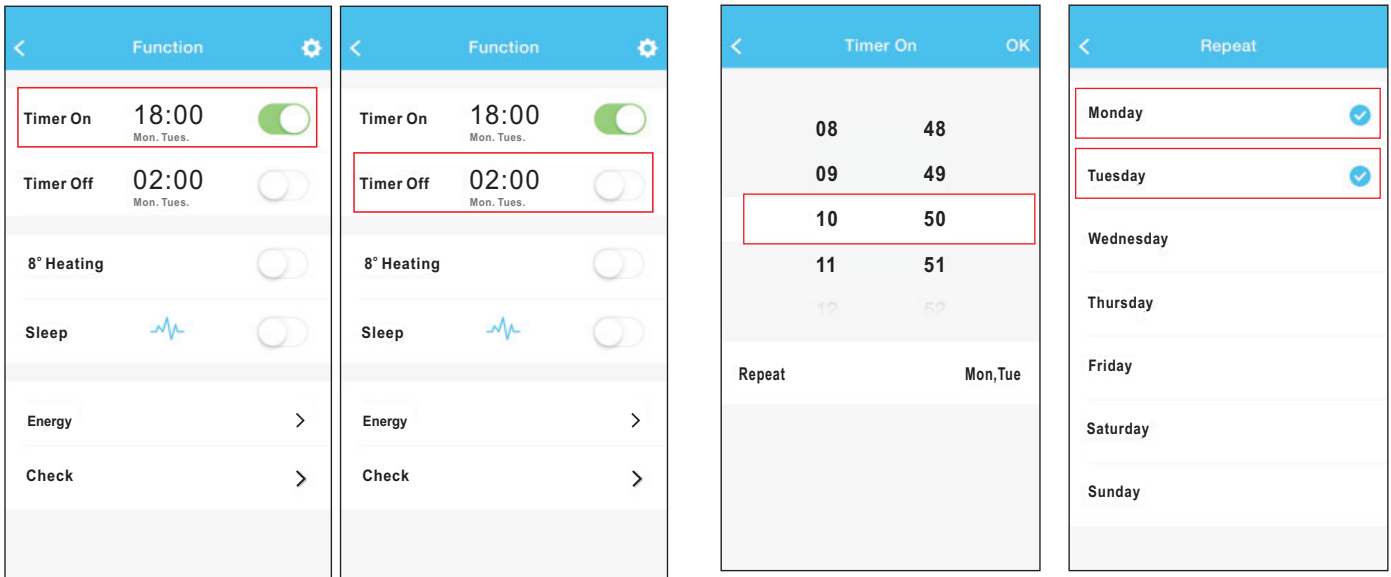 Function
Timer On 18:00
Mon. Tues.
Timer Off 02:00
Mon. Tues.
8° Heating
Sleep
Energy
Check
Function
Timer On 18:00
Mon. Tues.
Timer Off 02:00
Mon. Tues.
8° Heating
Sleep
Energy
Check
Timer On OK
08 48
09 49
10 50
11 51
12 52
Repeat Mon,Tue
Repeat
Monday
Tuesday
Wednesday
Thursday
Friday
Saturday
Sunday